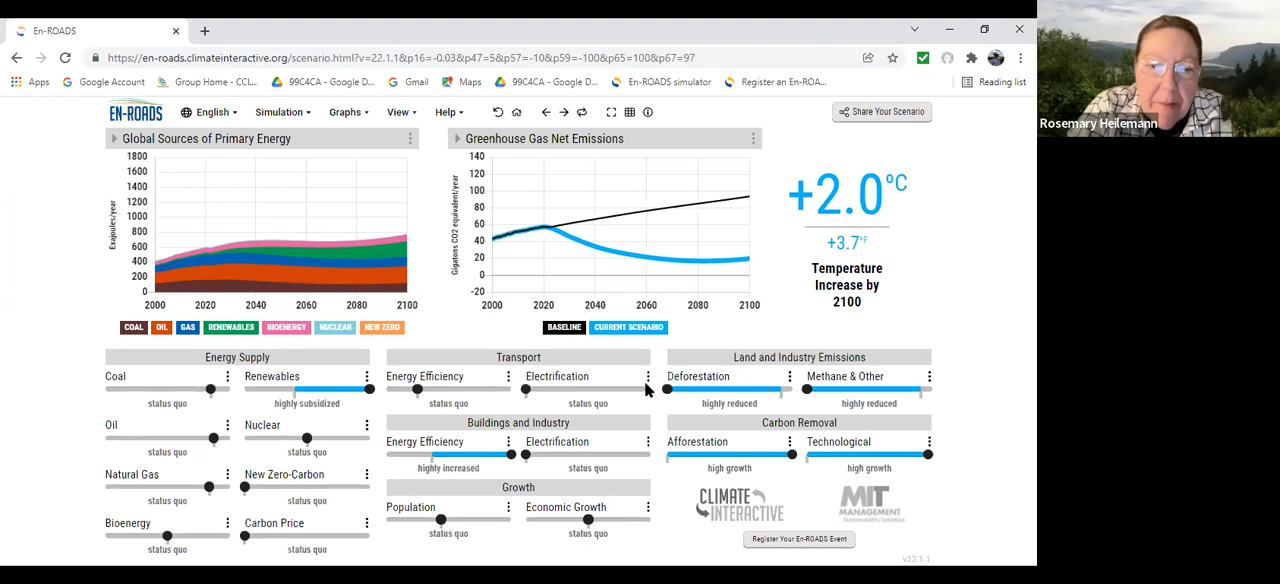 En-ROADS
https://en-roads.climateinteractive.org/scenario.html?v=22.1.1&p16=-0.03&p47=5&p57=-10&p59=-100&p65=100&p67=97
Apps Google Account Group Home - CCL... 99C4CA - Google D... Gmail Maps 99C4CA - Google D... En-ROADS simulator Register an En-ROA... Reading list
EN-ROADS English Simulation Graphs View Help Share Your Scenario
Global Sources of Primary Energy
1800
1600
1400
1200
1000
800
600
400
200
0
Exajoules/year
2000 2020 2040 2060 2080 2100
COAL OIL GAS RENEWABLES BIOENERGY NUCLEAR NEW ZERO
Greenhouse Gas Net Emissions
140
120
100
80
60
40
20
0
-20
Gigatons CO2 equivalent/year
2000 2020 2040 2060 2080 2100
BASELINE CURRENT SCENARIO
+2.0°C
+3.7°F
Temperature
Increase by
2100
Energy Supply
Coal Renewables
status quo highly subsidized
Oil Nuclear
status quo status quo
Natural Gas New Zero-Carbon
status quo status quo
Bioenergy Carbon Price
status quo status quo
Transport
Energy Efficiency Electrification
status quo status quo
Buildings and Industry
Energy Efficiency Electrification
highly increased status quo
Growth
Population Economic Growth
status quo status quo
Land and Industry Emissions
Deforestation Methane & Other
highly reduced highly reduced
Carbon Removal
Afforestation Technological
high growth high growth
CLIMATE
INTERACTIVE
MIT
MANAGEMENT
Sustainability Initiative
Register Your En-ROADS Event
v22.1.1
Rosemary Heilemann